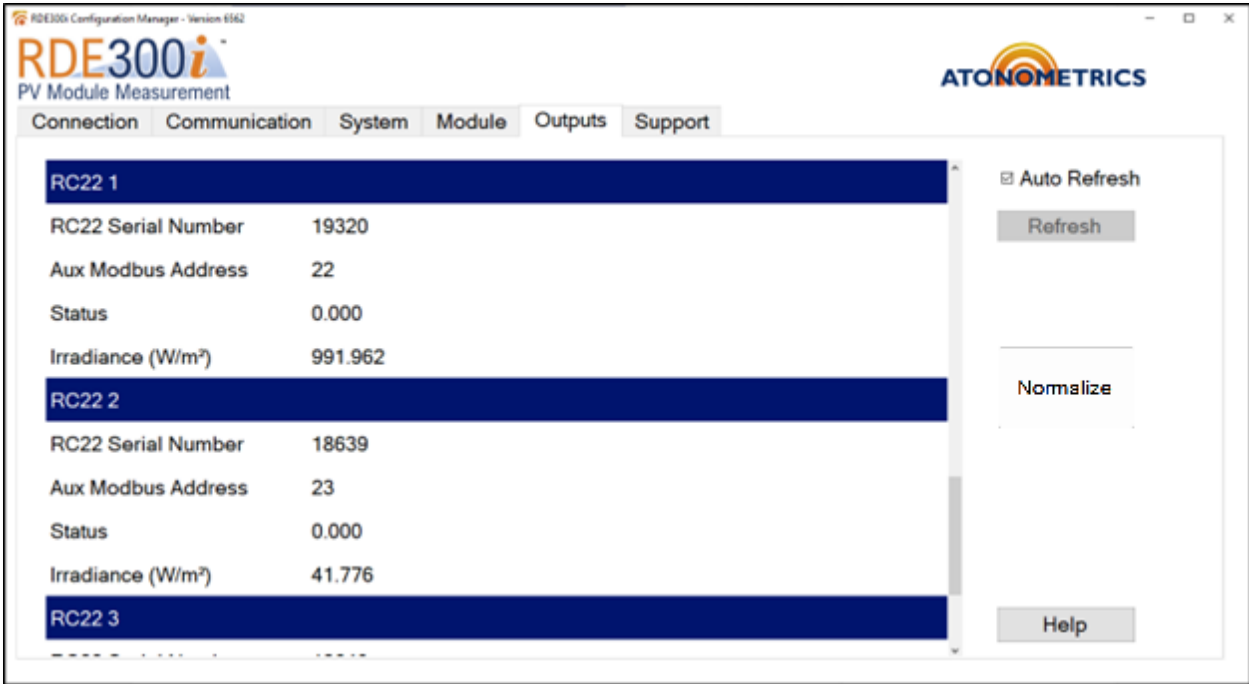 RDE300i Configuration Manager - Version 6562
RDE300i™
PV Module Measurement
ATONOMETRICS
Connection Communication System Module Outputs Support
RC22 1
Auto Refresh
RC22 Serial Number 19320
Refresh
Aux Modbus Address 22
Status 0.000
Irradiance (W/m²) 991.962
Normalize
RC22 2
RC22 Serial Number 18639
Aux Modbus Address 23
Status 0.000
Irradiance (W/m²) 41.776
RC22 3
Help